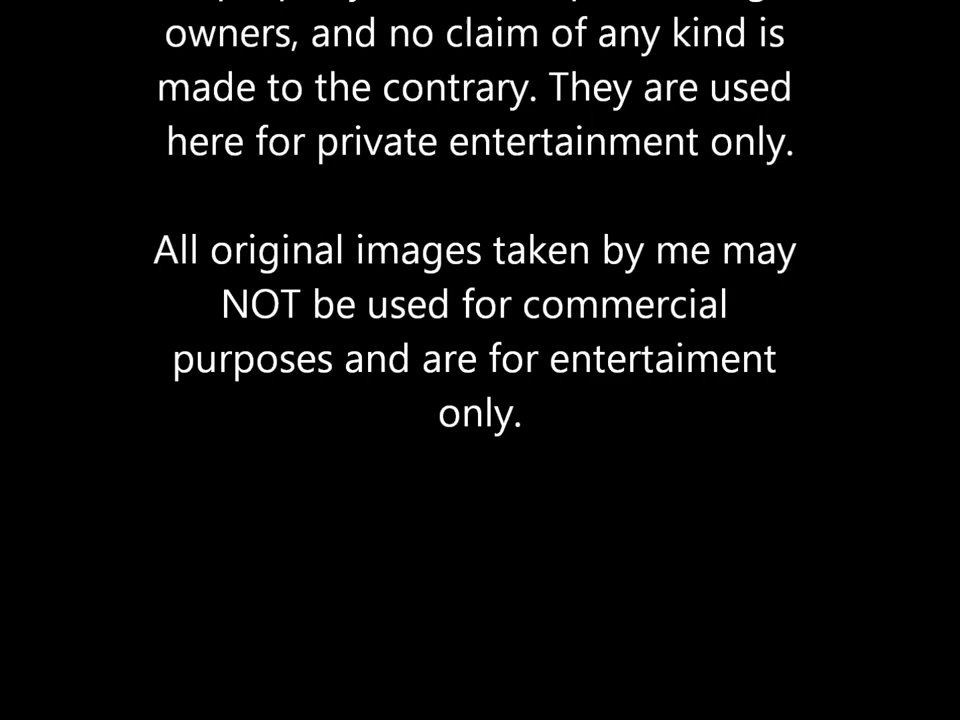 owners, and no claim of any kind is
made to the contrary. They are used
here for private entertainment only.
All original images taken by me may
NOT be used for commercial
purposes and are for entertaiment
only.